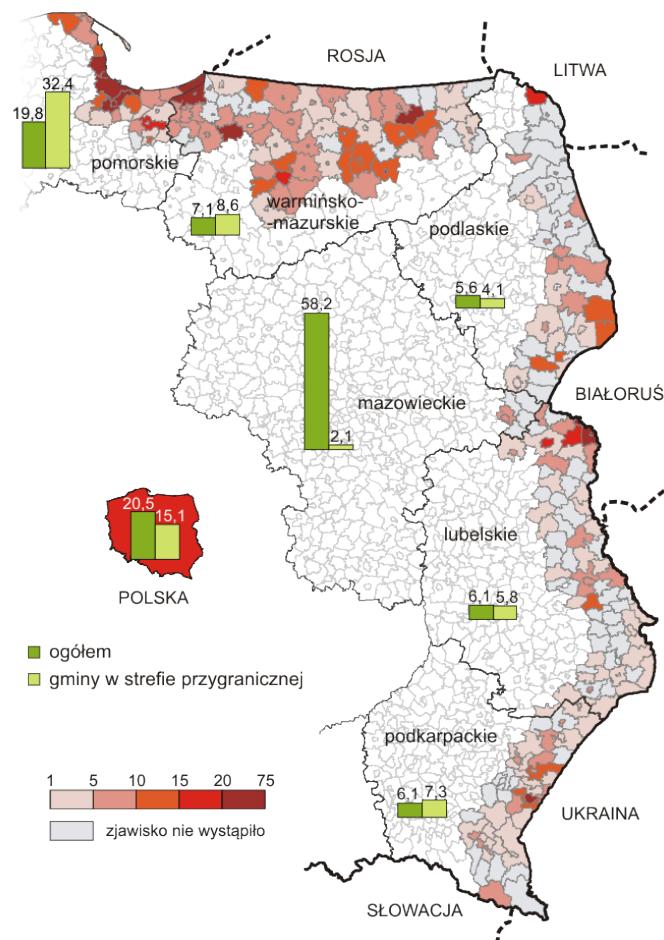 ROSJA
LITWA
32,4
19,8
pomorskie
7,1 8,6
warmińsko-
-mazurskie
podlaskie
5,6 4,1
58,2
BIAŁORUŚ
mazowieckie
2,1
20,5
15,1
lubelskie
POLSKA
6,1 5,8
ogółem
gminy w strefie przygranicznej
podkarpackie
1 5 10 15 20 75
6,1 7,3
UKRAINA
zjawisko nie wystąpiło
SŁOWACJA